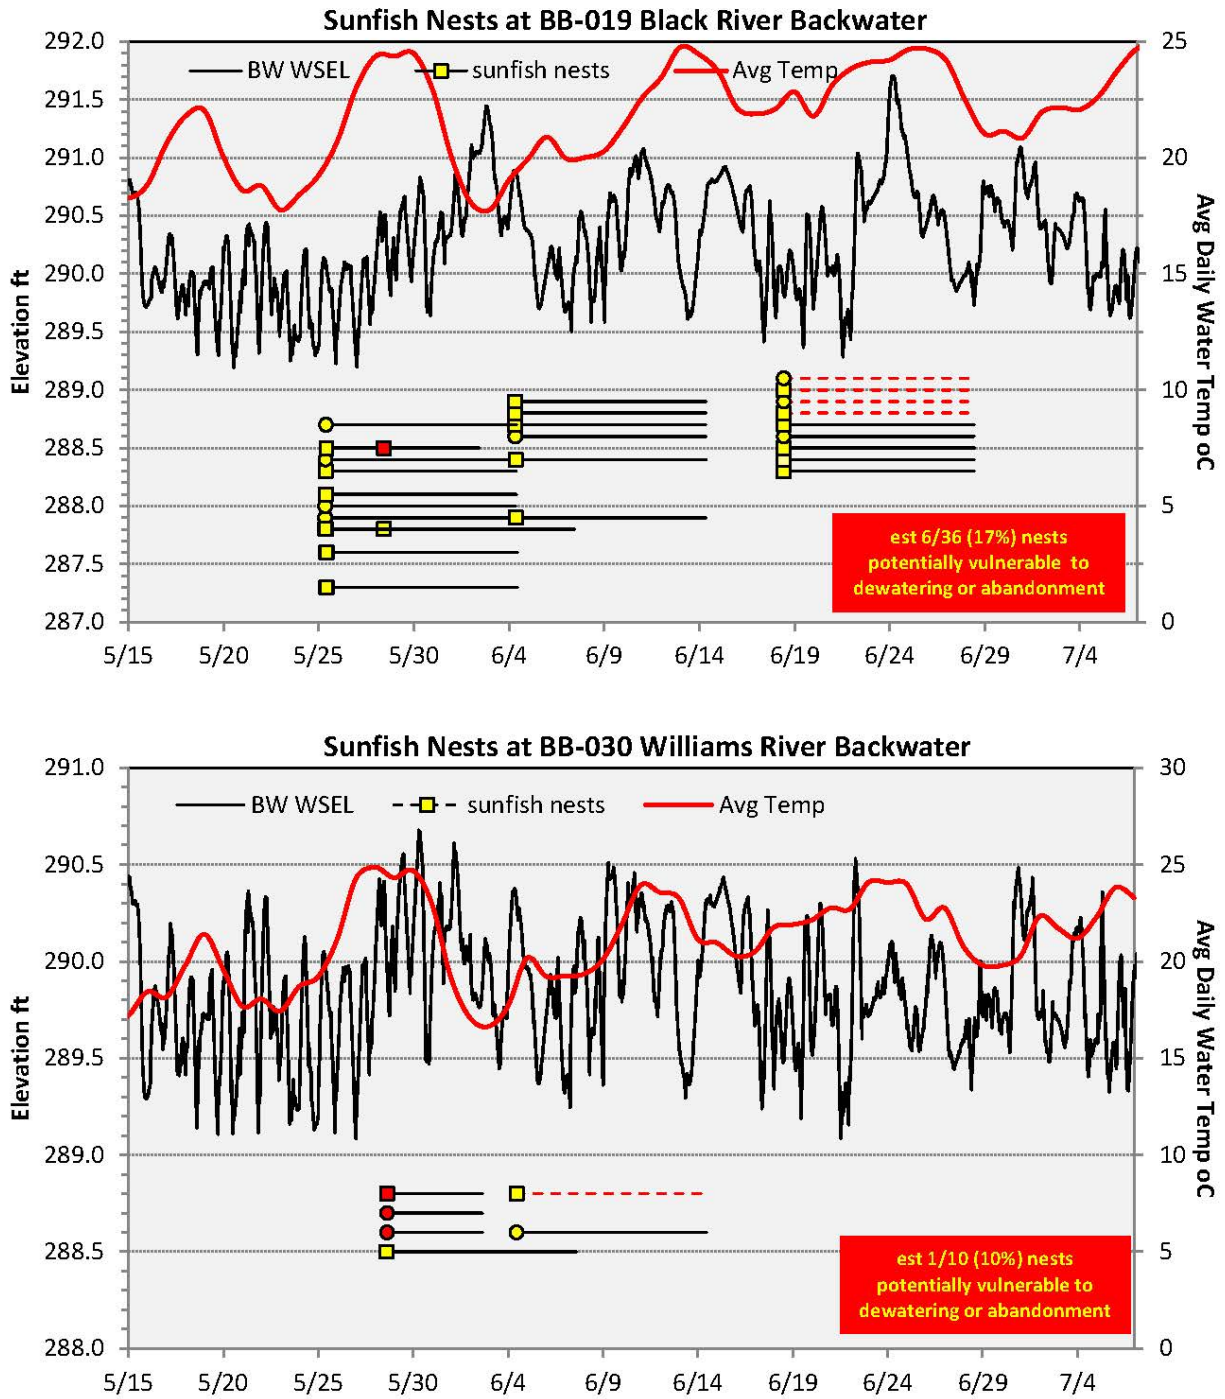 Sunfish Nests at BB-019 Black River Backwater
BW WSEL sunfish nests Avg Temp
292.0
291.5
291.0
290.5
290.0
289.5
289.0
288.5
288.0
287.5
287.0
Elevation ft
25
20
15
10
5
0
Avg Daily Water Temp oC
est 6/36 (17%) nests
potentially vulnerable to
dewatering or abandonment
5/15 5/20 5/25 5/30 6/4 6/9 6/14 6/19 6/24 6/29 7/4
Sunfish Nests at BB-030 Williams River Backwater
BW WSEL sunfish nests Avg Temp
291.0
290.5
290.0
289.5
289.0
288.5
288.0
Elevation ft
30
25
20
15
10
5
0
Avg Daily Water Temp oC
est 1/10 (10%) nests
potentially vulnerable to
dewatering or abandonment
5/15 5/20 5/25 5/30 6/4 6/9 6/14 6/19 6/24 6/29 7/4